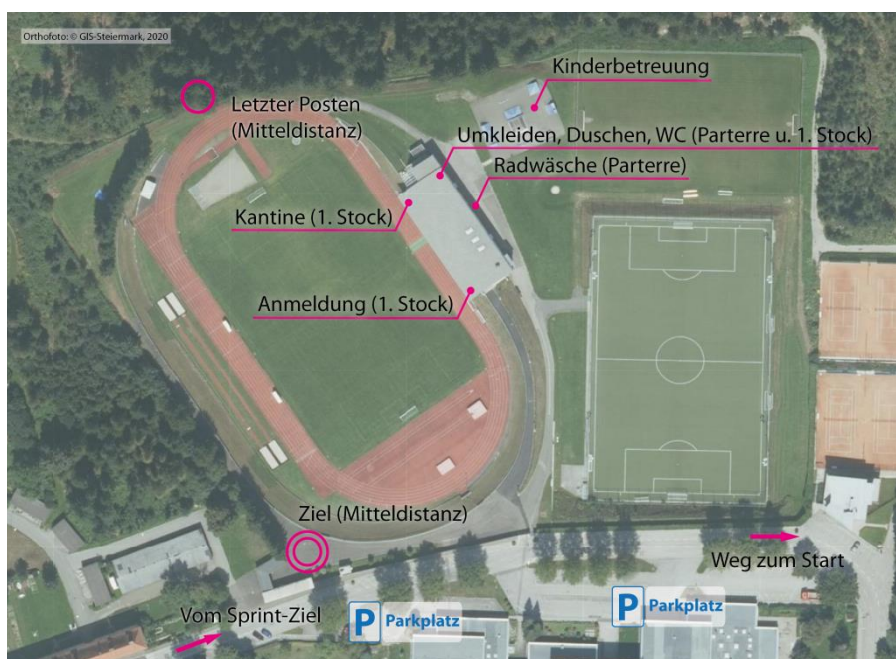 Orthofoto: © GIS-Steiermark, 2020
Kinderbetreuung
Letzter Posten
(Mitteldistanz)
Umkleiden, Duschen, WC (Parterre u. 1. Stock)
Radwäsche (Parterre)
Kantine (1. Stock)
Anmeldung (1. Stock)
Ziel (Mitteldistanz)
Weg zum Start
Vom Sprint-Ziel
P Parkplatz
P Parkplatz